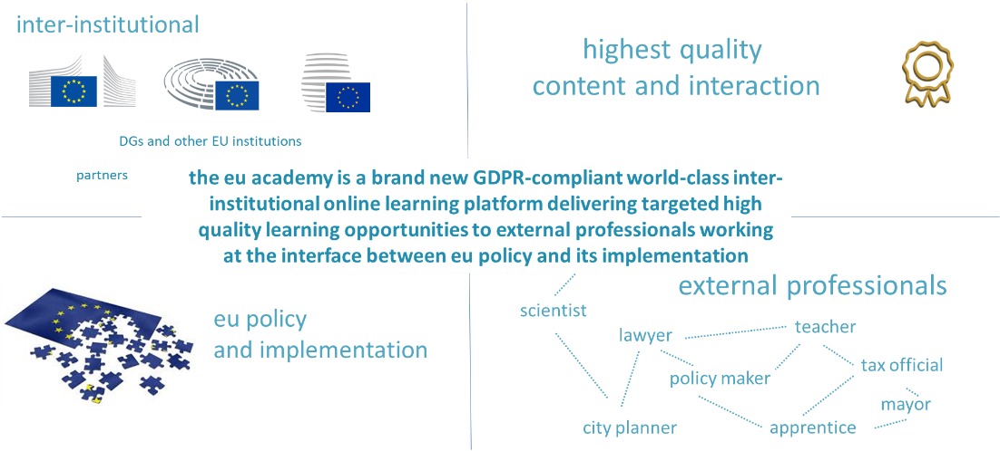 inter-institutional
DGs and other EU institutions
partners
highest quality
content and interaction
the eu academy is a brand new GDPR-compliant world-class inter-
institutional online learning platform delivering targeted high
quality learning opportunities to external professionals working
at the interface between eu policy and its implementation
eu policy
and implementation
external professionals
scientist
lawyer
teacher
policy maker
tax official
mayor
city planner
apprentice